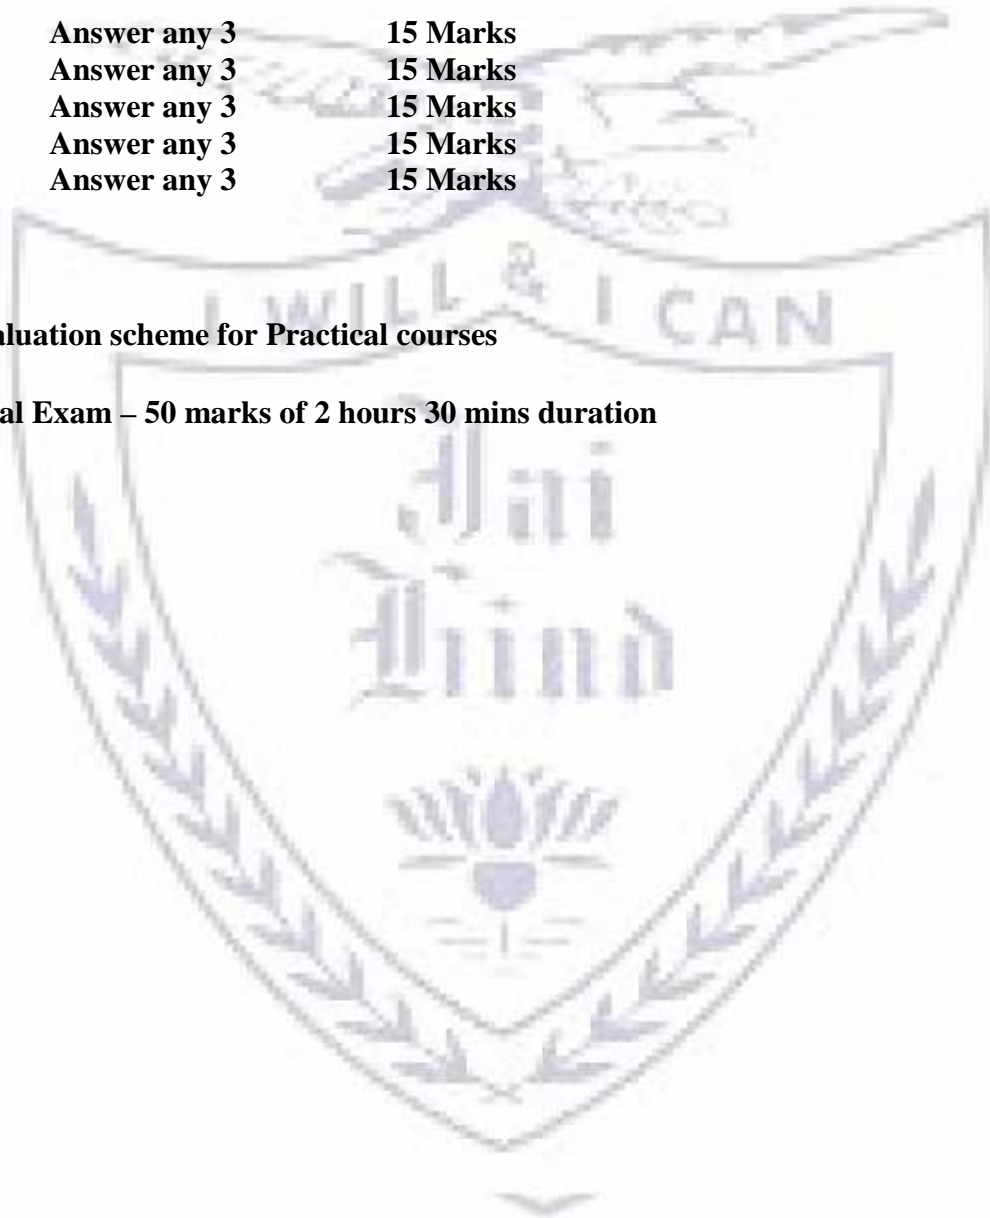 Answer any 3 15 Marks
Answer any 3 15 Marks
Answer any 3 15 Marks
Answer any 3 15 Marks
Answer any 3 15 Marks
I WILL & I CAN
aluation scheme for Practical courses
al Exam – 50 marks of 2 hours 30 mins duration
Jai
Hind